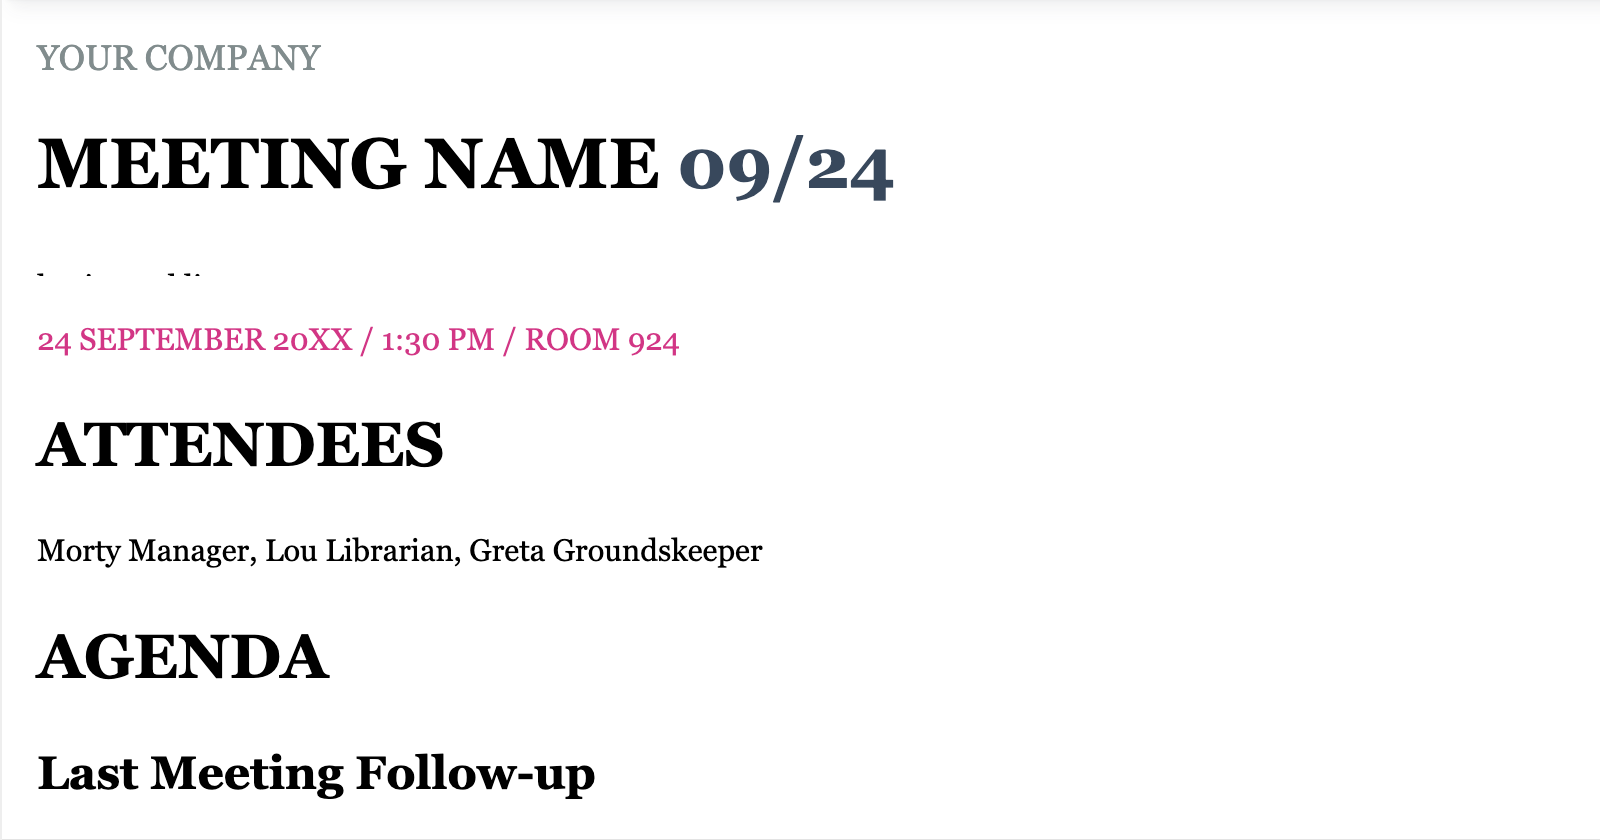 YOUR COMPANY
MEETING NAME 09/24
24 SEPTEMBER 20XX / 1:30 PM / ROOM 924
ATTENDEES
Morty Manager, Lou Librarian, Greta Groundskeeper
AGENDA
Last Meeting Follow-up